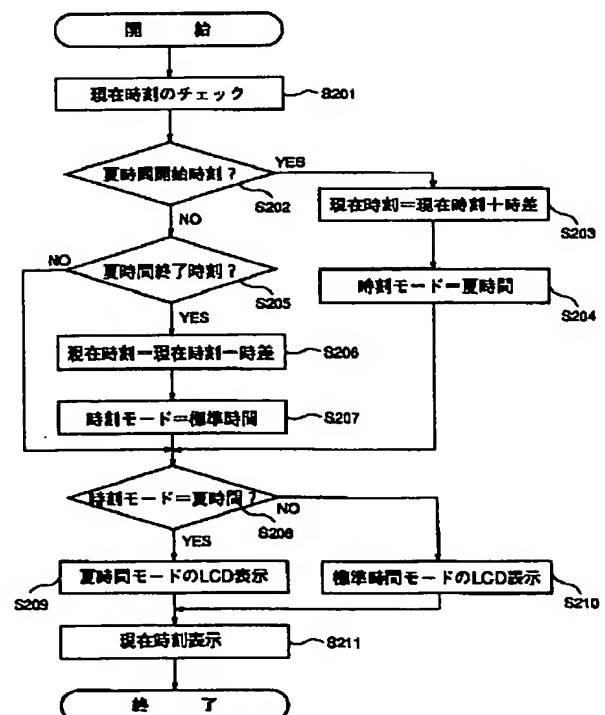 開 始
現在時刻のチェック
S201
夏時間開始時刻?
YES
S202
NO
現在時刻=現在時刻+時差
S203
NO
夏時間終了時刻?
S205
時刻モード=夏時間
S204
YES
現在時刻=現在時刻-時差
S206
時刻モード=標準時間
S207
時刻モード=夏時間?
NO
S208
YES
夏時間モードのLCD表示
S209
標準時間モードのLCD表示
S210
現在時刻表示
S211
終 了